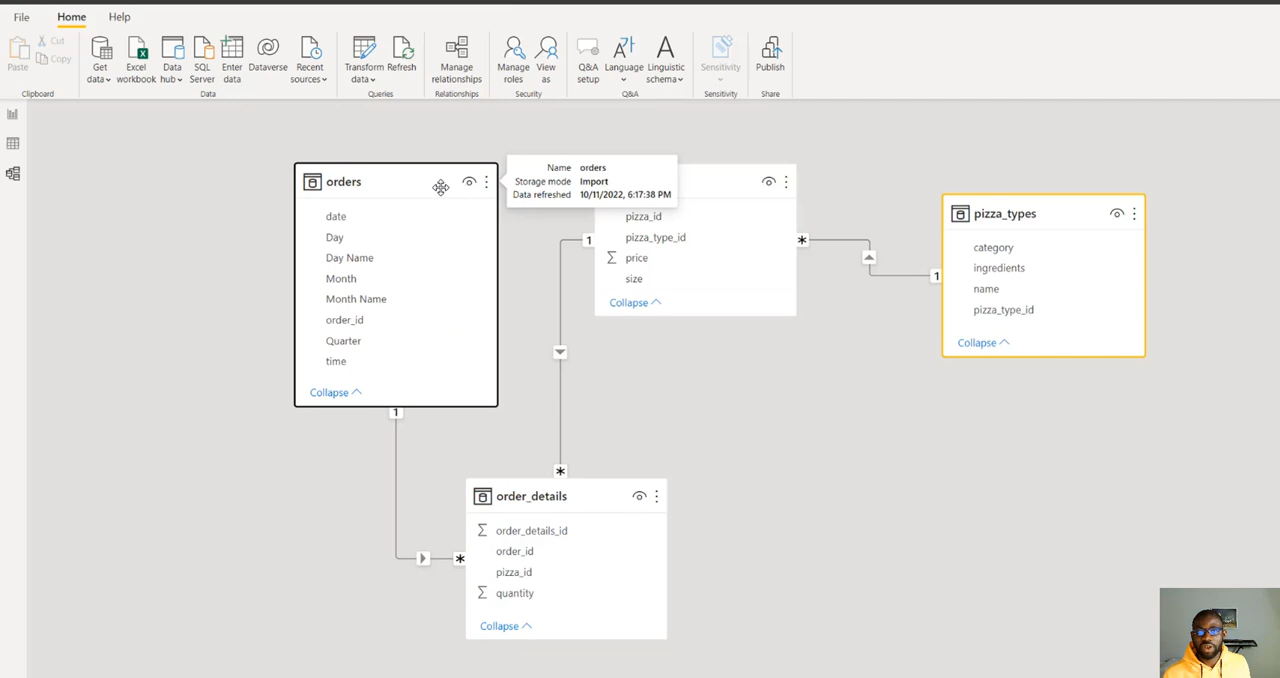 File Home Help
Paste
Cut
Copy
Get data
Excel workbook
Data hub
SQL Server
Enter data
Dataverse
Recent sources
Transform data
Refresh
Manage relationships
Manage roles
View as
Q&A setup
Language
Linguistic schema
Sensitivity
Publish
Clipboard
Data
Queries
Relationships
Security
Q&A
Sensitivity
Share
orders
date
Day
Day Name
Month
Month Name
order_id
Quarter
time
Collapse
Name orders
Storage mode Import
Data refreshed 10/11/2022, 6:17:38 PM
pizza_id
pizza_type_id
Σ price
size
Collapse
1
*
1
pizza_types
category
ingredients
name
pizza_type_id
Collapse
1
*
*
order_details
Σ order_details_id
order_id
pizza_id
Σ quantity
Collapse